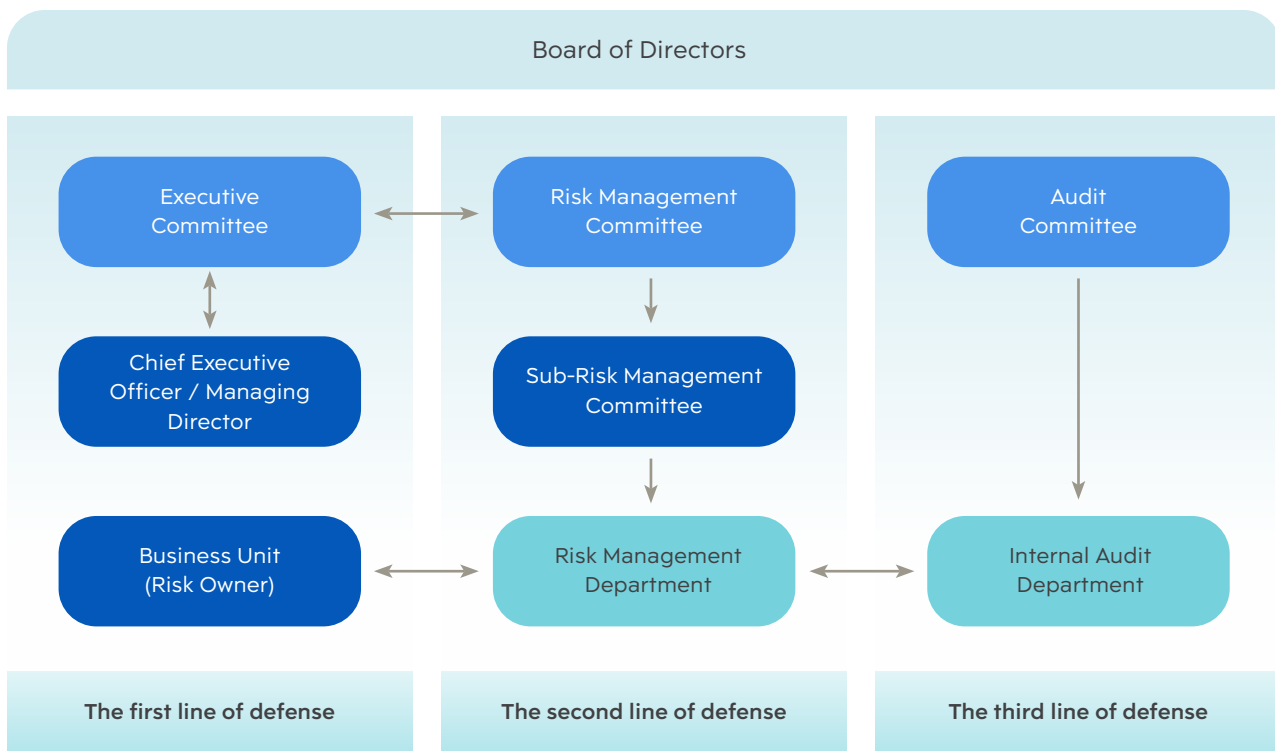 Board of Directors
Executive
Committee
Risk Management
Committee
Audit
Committee
Chief Executive
Officer / Managing
Director
Sub-Risk Management
Committee
Business Unit
(Risk Owner)
Risk Management
Department
Internal Audit
Department
The first line of defense
The second line of defense
The third line of defense